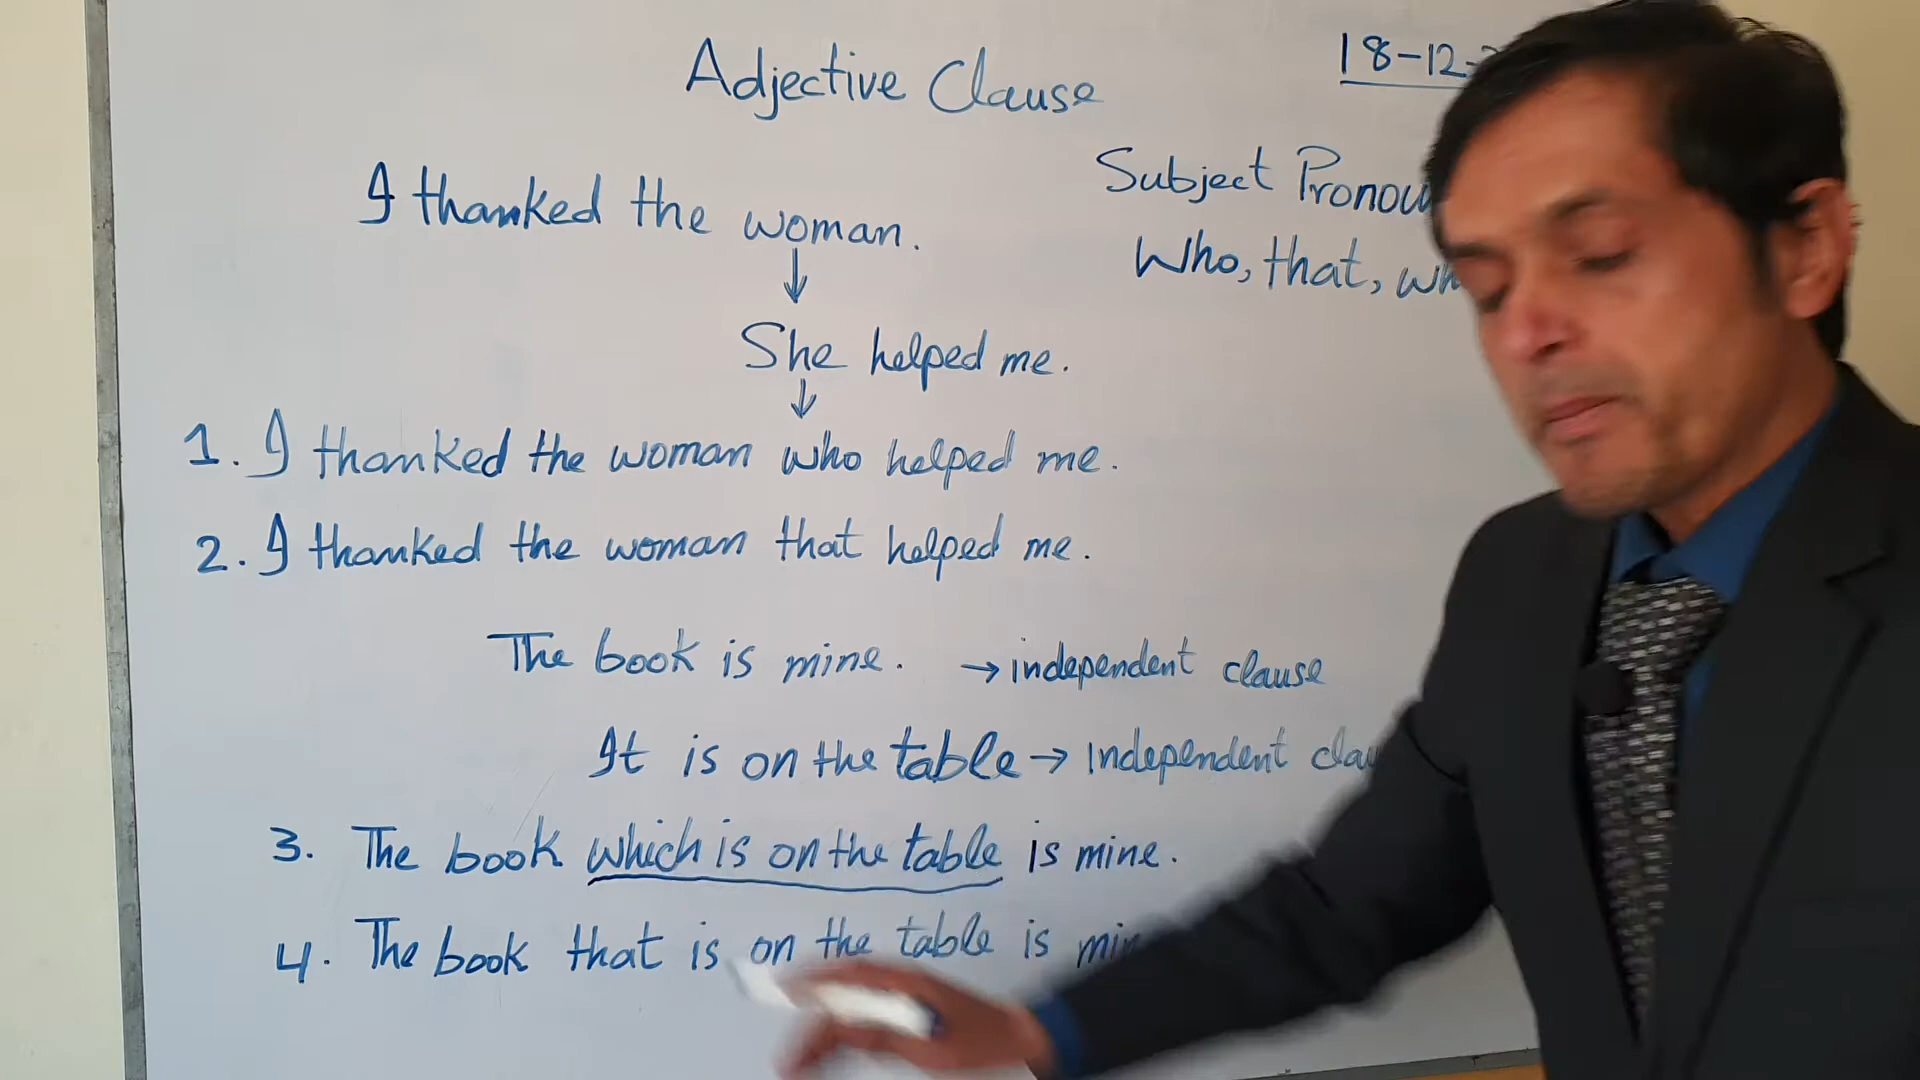 Adjective Clause
18-12-
Subject
Who, that,
I thanked the woman.
↓
She helped me.
↓
1. I thanked the woman who helped me.
2. I thanked the woman that helped me.
The book is mine. → independent clause
It is on the table → independent
3. The book which is on the table is mine.
4. The book that is on the table is